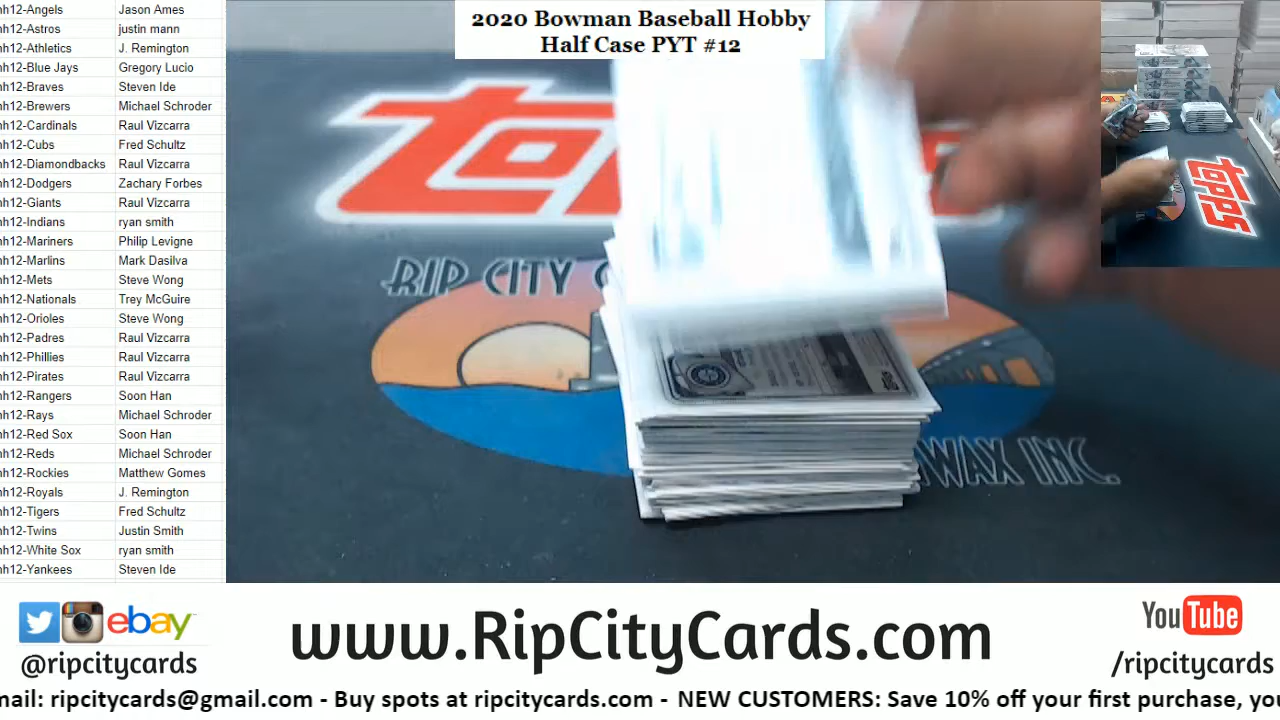 2020 Bowman Baseball Hobby
Half Case PYT #12
hh12-Angels Jason Ames
hh12-Astros justin mann
hh12-Athletics J. Remington
hh12-Blue Jays Gregory Lucio
hh12-Braves Steven Ide
hh12-Brewers Michael Schroder
hh12-Cardinals Raul Vizcarra
hh12-Cubs Fred Schultz
hh12-Diamondbacks Raul Vizcarra
hh12-Dodgers Zachary Forbes
hh12-Giants Raul Vizcarra
hh12-Indians ryan smith
hh12-Mariners Philip Levigne
hh12-Marlins Mark Dasilva
hh12-Mets Steve Wong
hh12-Nationals Trey McGuire
hh12-Orioles Steve Wong
hh12-Padres Raul Vizcarra
hh12-Phillies Raul Vizcarra
hh12-Pirates Raul Vizcarra
hh12-Rangers Soon Han
hh12-Rays Michael Schroder
hh12-Red Sox Soon Han
hh12-Reds Michael Schroder
hh12-Rockies Matthew Gomes
hh12-Royals J. Remington
hh12-Tigers Fred Schultz
hh12-Twins Justin Smith
hh12-White Sox ryan smith
hh12-Yankees Steven Ide
topps
RIP CITY
WAX INC.
topps
ebay
@ripcitycards
www.RipCityCards.com
YouTube
/ripcitycards
mail: ripcitycards@gmail.com - Buy spots at ripcitycards.com - NEW CUSTOMERS: Save 10% off your first purchase, you